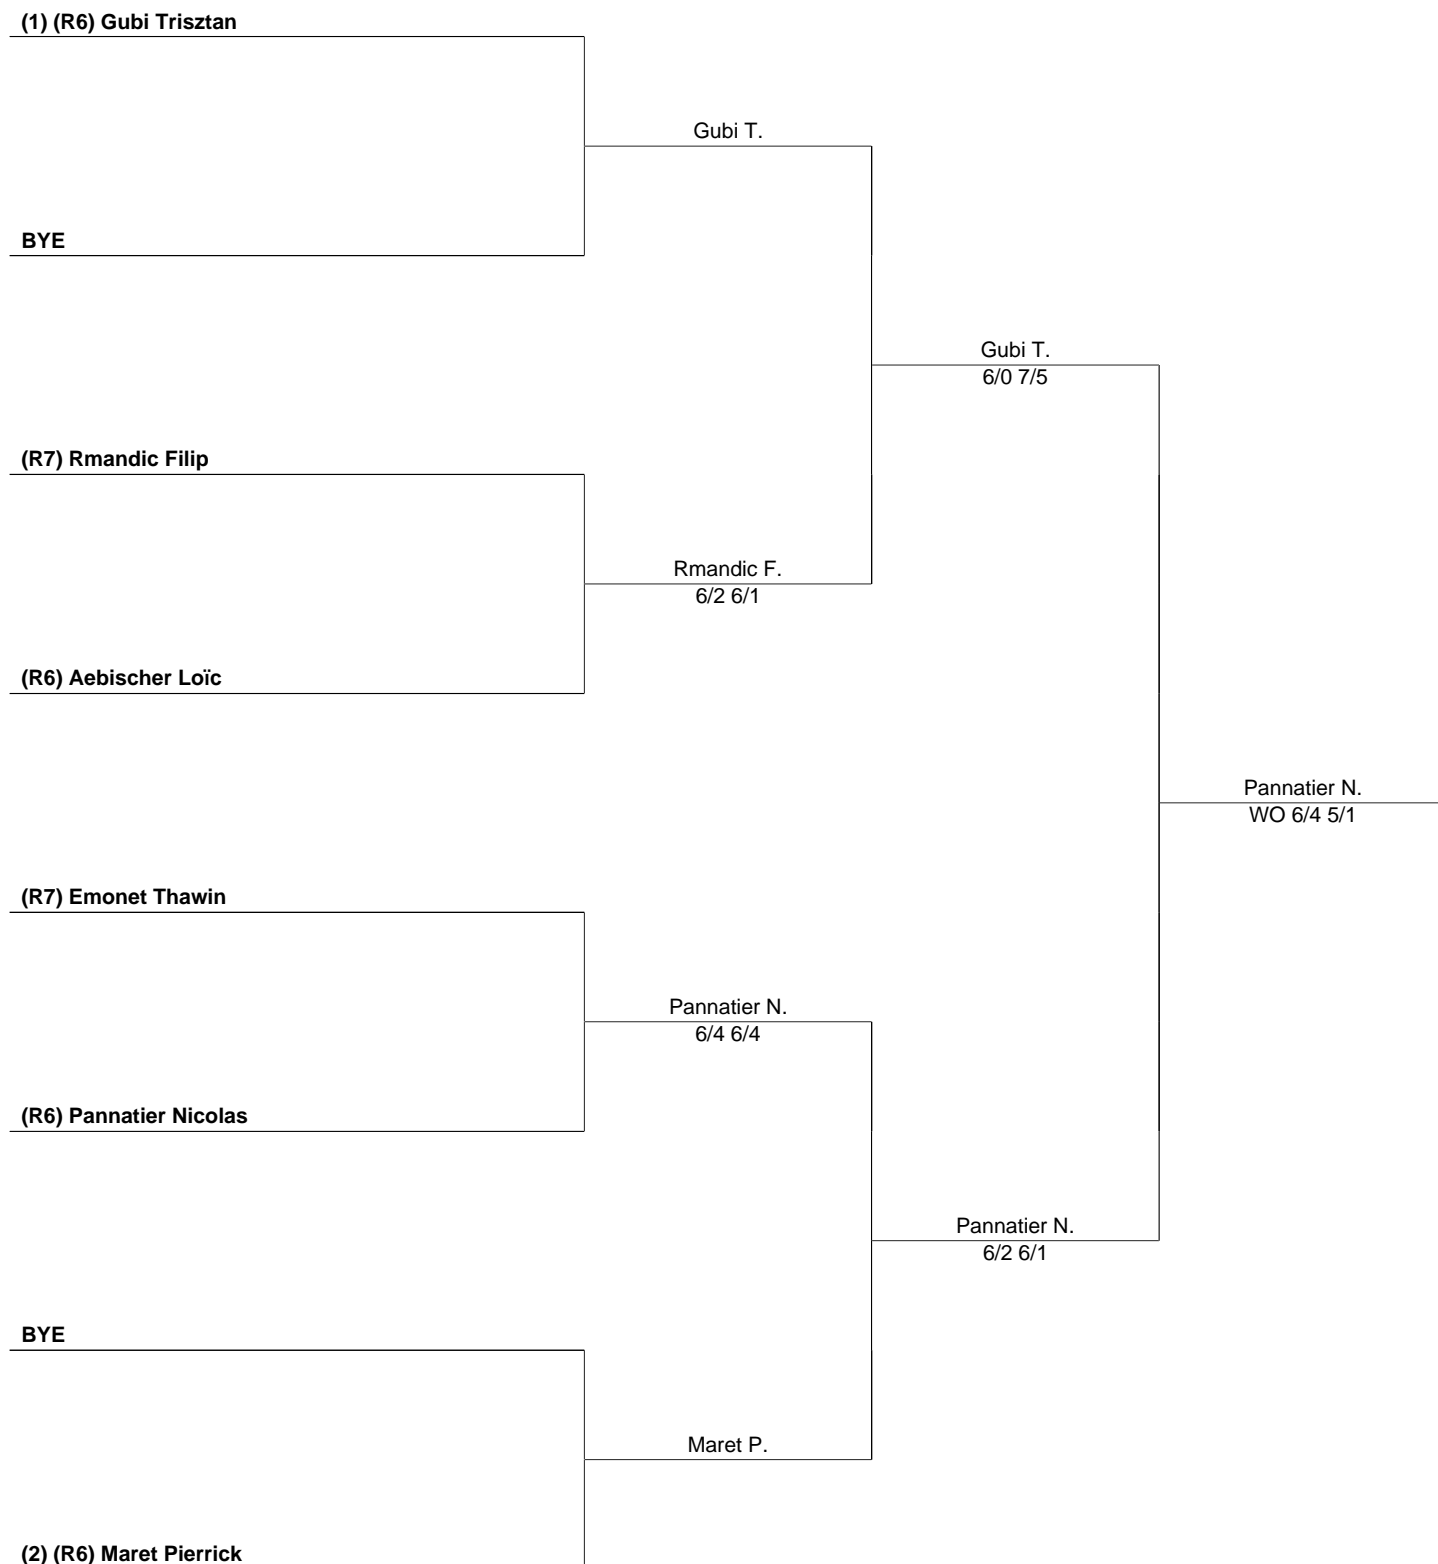 (1) (R6) Gubi Trisztan
Gubi T.
BYE
Gubi T.
6/0 7/5
(R7) Rmandic Filip
Rmandic F.
6/2 6/1
(R6) Aebischer Loïc
Pannatier N.
WO 6/4 5/1
(R7) Emonet Thawin
Pannatier N.
6/4 6/4
(R6) Pannatier Nicolas
Pannatier N.
6/2 6/1
BYE
Maret P.
(2) (R6) Maret Pierrick